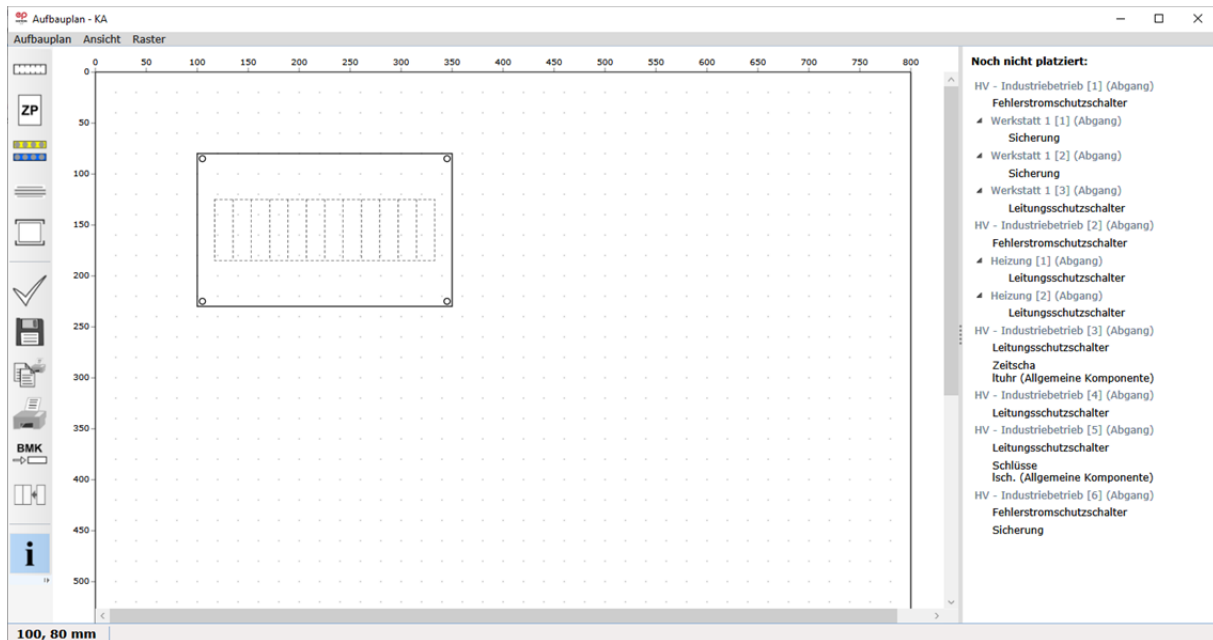 Aufbauplan - KA
Aufbauplan Ansicht Raster
0 50 100 150 200 250 300 350 400 450 500 550 600 650 700 750 800
0
50
100
150
200
250
300
350
400
450
500
ZP
BMK
i
Noch nicht platziert:
HV - Industriebetrieb [1] (Abgang)
Fehlerstromschutzschalter
Werkstatt 1 [1] (Abgang)
Sicherung
Werkstatt 1 [2] (Abgang)
Sicherung
Werkstatt 1 [3] (Abgang)
Leitungsschutzschalter
HV - Industriebetrieb [2] (Abgang)
Fehlerstromschutzschalter
Heizung [1] (Abgang)
Leitungsschutzschalter
Heizung [2] (Abgang)
Leitungsschutzschalter
HV - Industriebetrieb [3] (Abgang)
Leitungsschutzschalter
Zeitscha
ltuhr (Allgemeine Komponente)
HV - Industriebetrieb [4] (Abgang)
Leitungsschutzschalter
HV - Industriebetrieb [5] (Abgang)
Leitungsschutzschalter
Schlüsse
lsch. (Allgemeine Komponente)
HV - Industriebetrieb [6] (Abgang)
Fehlerstromschutzschalter
Sicherung
100, 80 mm